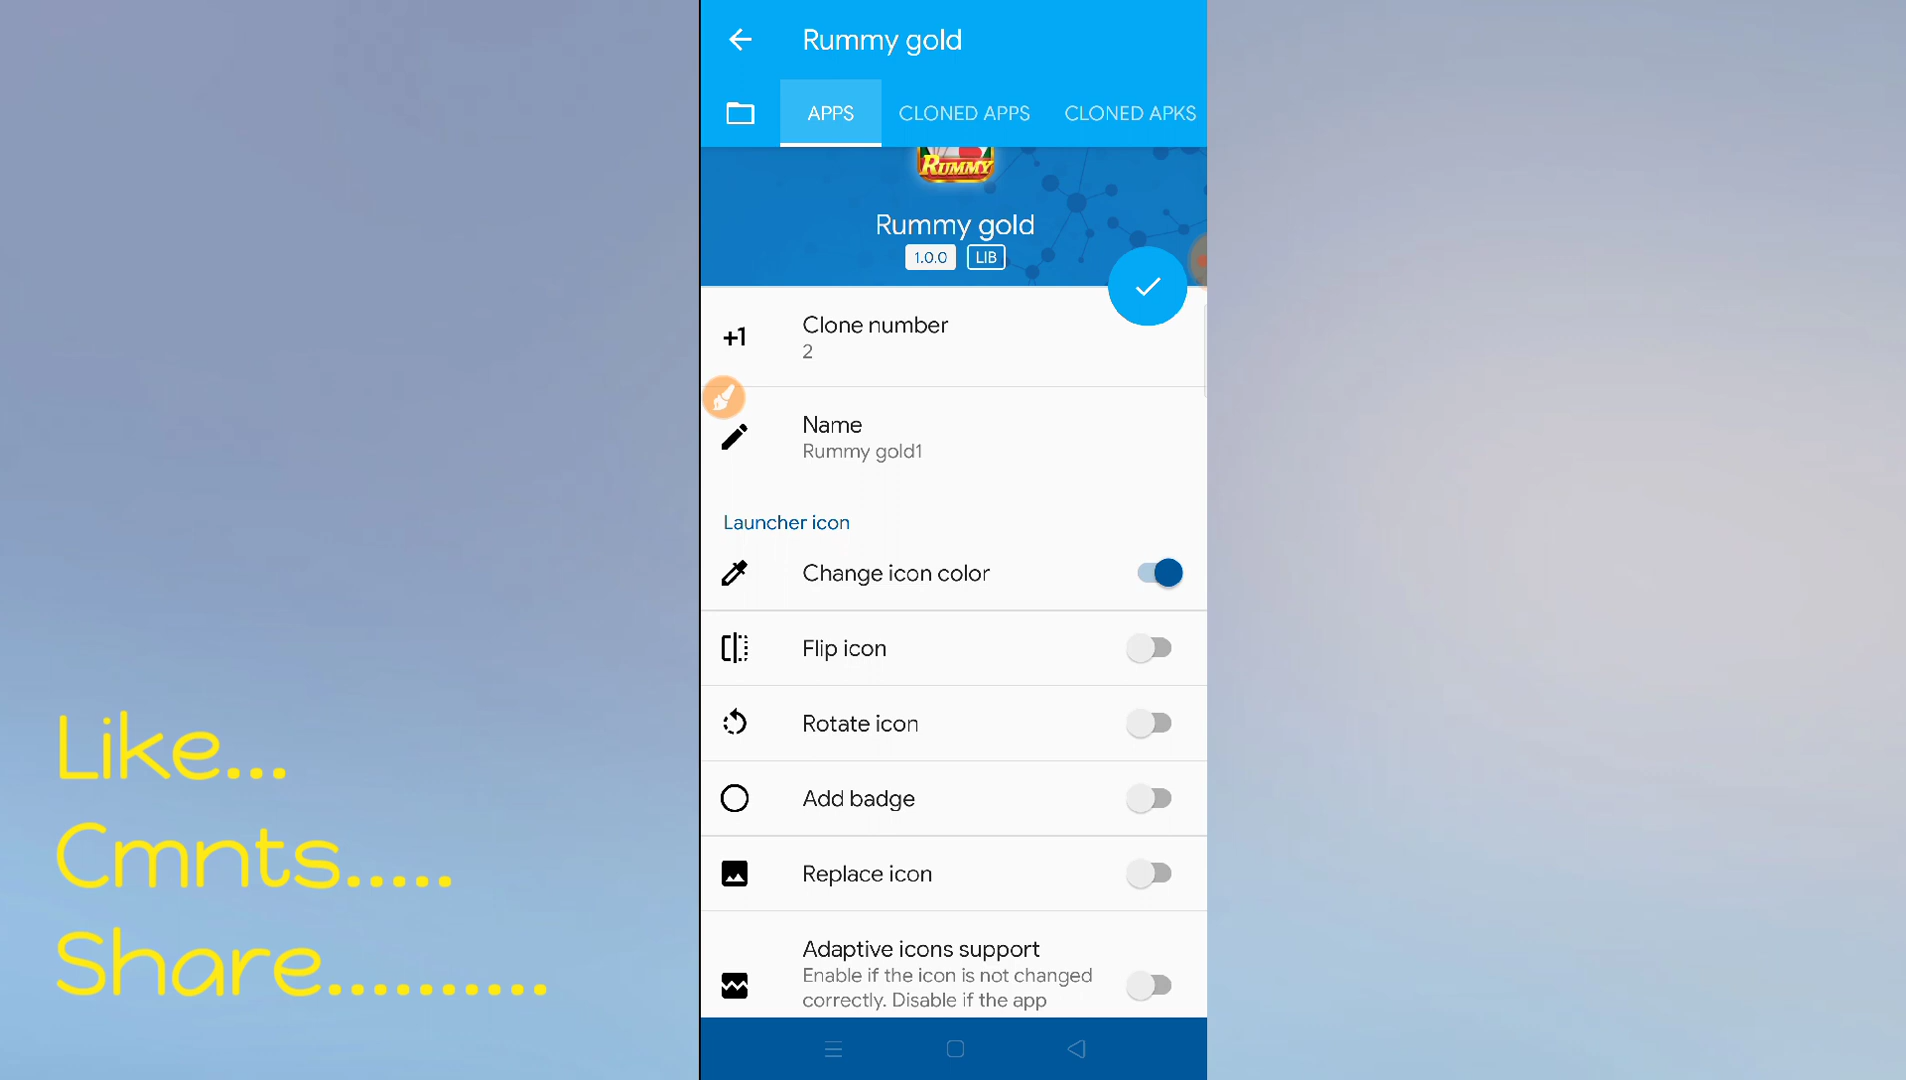 Rummy gold
APPS CLONED APPS CLONED APKS
RUMMY
Rummy gold
1.0.0 LIB
+1 Clone number
2
Name
Rummy gold1
Launcher icon
Change icon color
Flip icon
Rotate icon
Add badge
Replace icon
Adaptive icons support
Enable if the icon is not changed
correctly. Disable if the app
Like...
Cmnts.....
Share..........